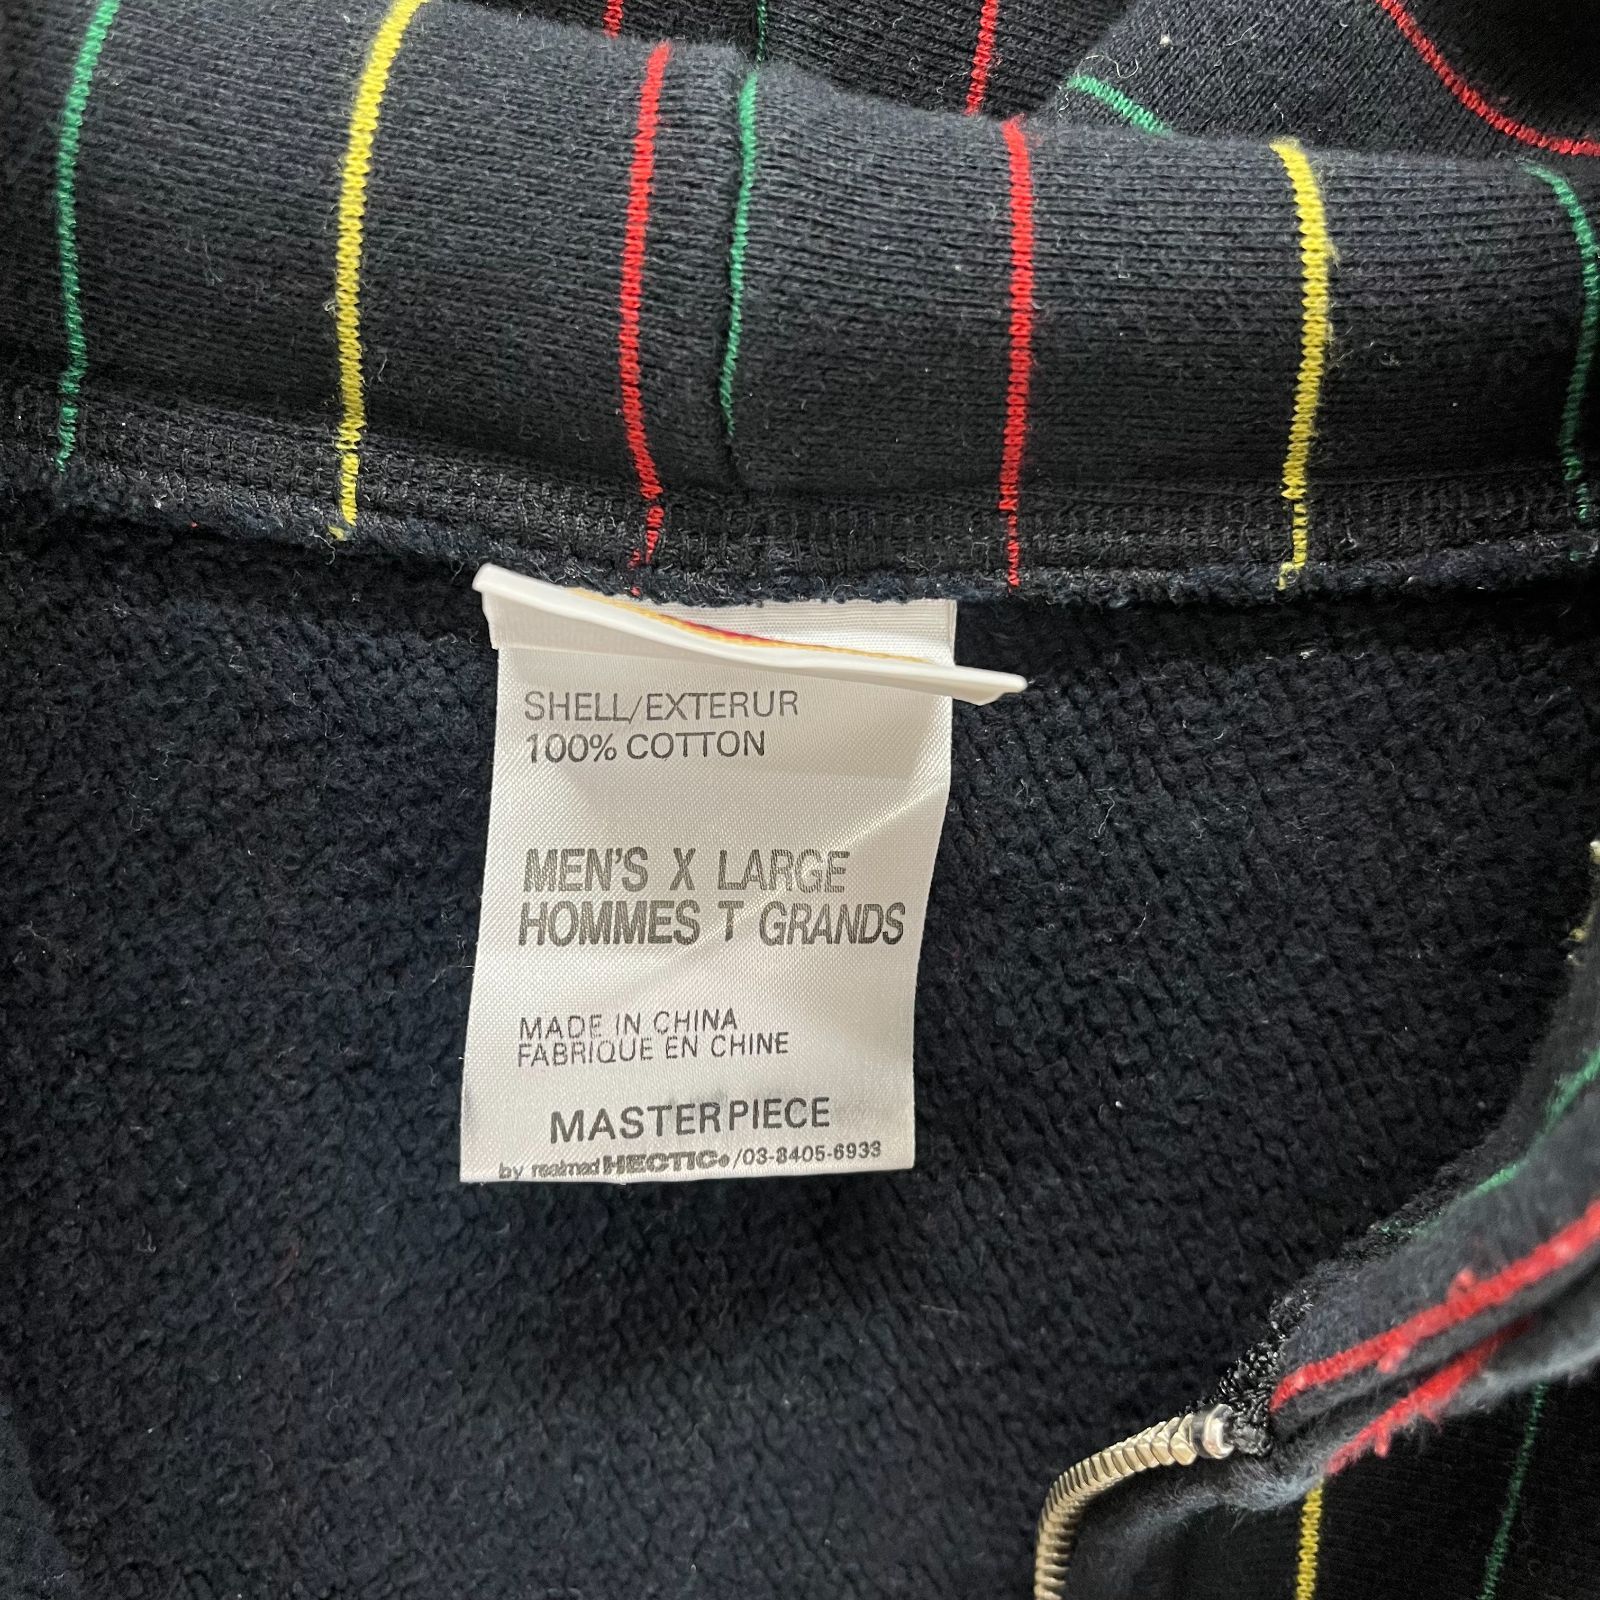 SHELL/EXTERUR
100% COTTON
MEN'S X LARGE
HOMMES T GRANDS
MADE IN CHINA
FABRIQUE EN CHINE
MASTERPIECE
by realmad HECTIC. /03-8405-6933